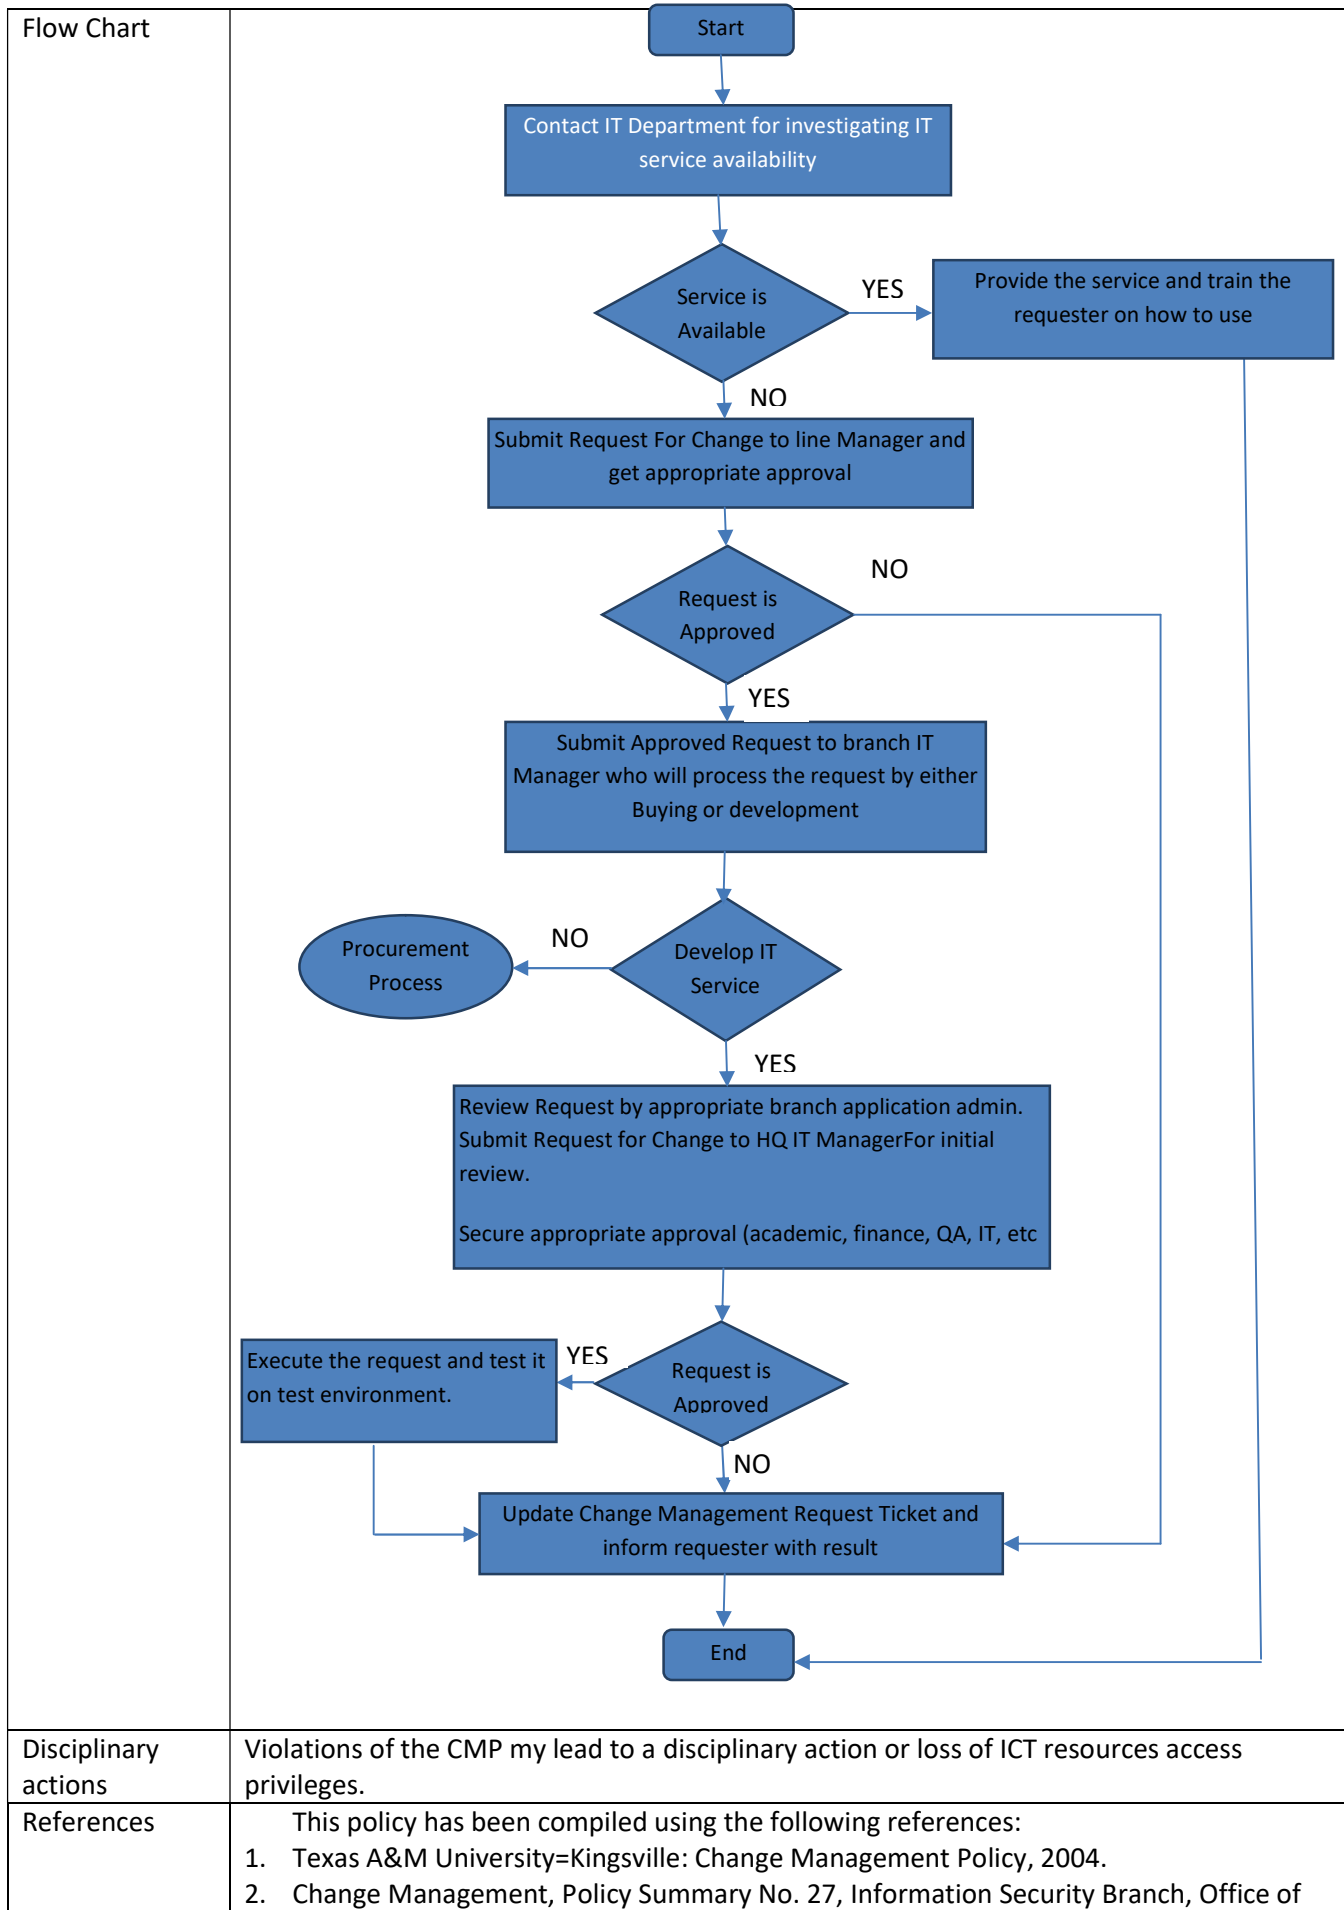 Flow Chart
Start
Contact IT Department for investigating IT
service availability
Service is
Available
YES
Provide the service and train the
requester on how to use
NO
Submit Request For Change to line Manager and
get appropriate approval
Request is
Approved
NO
YES
Submit Approved Request to branch IT
Manager who will process the request by either
Buying or development
Develop IT
Service
NO
Procurement
Process
YES
Review Request by appropriate branch application admin.
Submit Request for Change to HQ IT ManagerFor initial
review.
Secure appropriate approval (academic, finance, QA, IT, etc
Request is
Approved
YES
Execute the request and test it
on test environment.
NO
Update Change Management Request Ticket and
inform requester with result
End
Disciplinary
actions
Violations of the CMP my lead to a disciplinary action or loss of ICT resources access
privileges.
References
This policy has been compiled using the following references:
1. Texas A&M University=Kingsville: Change Management Policy, 2004.
2. Change Management, Policy Summary No. 27, Information Security Branch, Office of